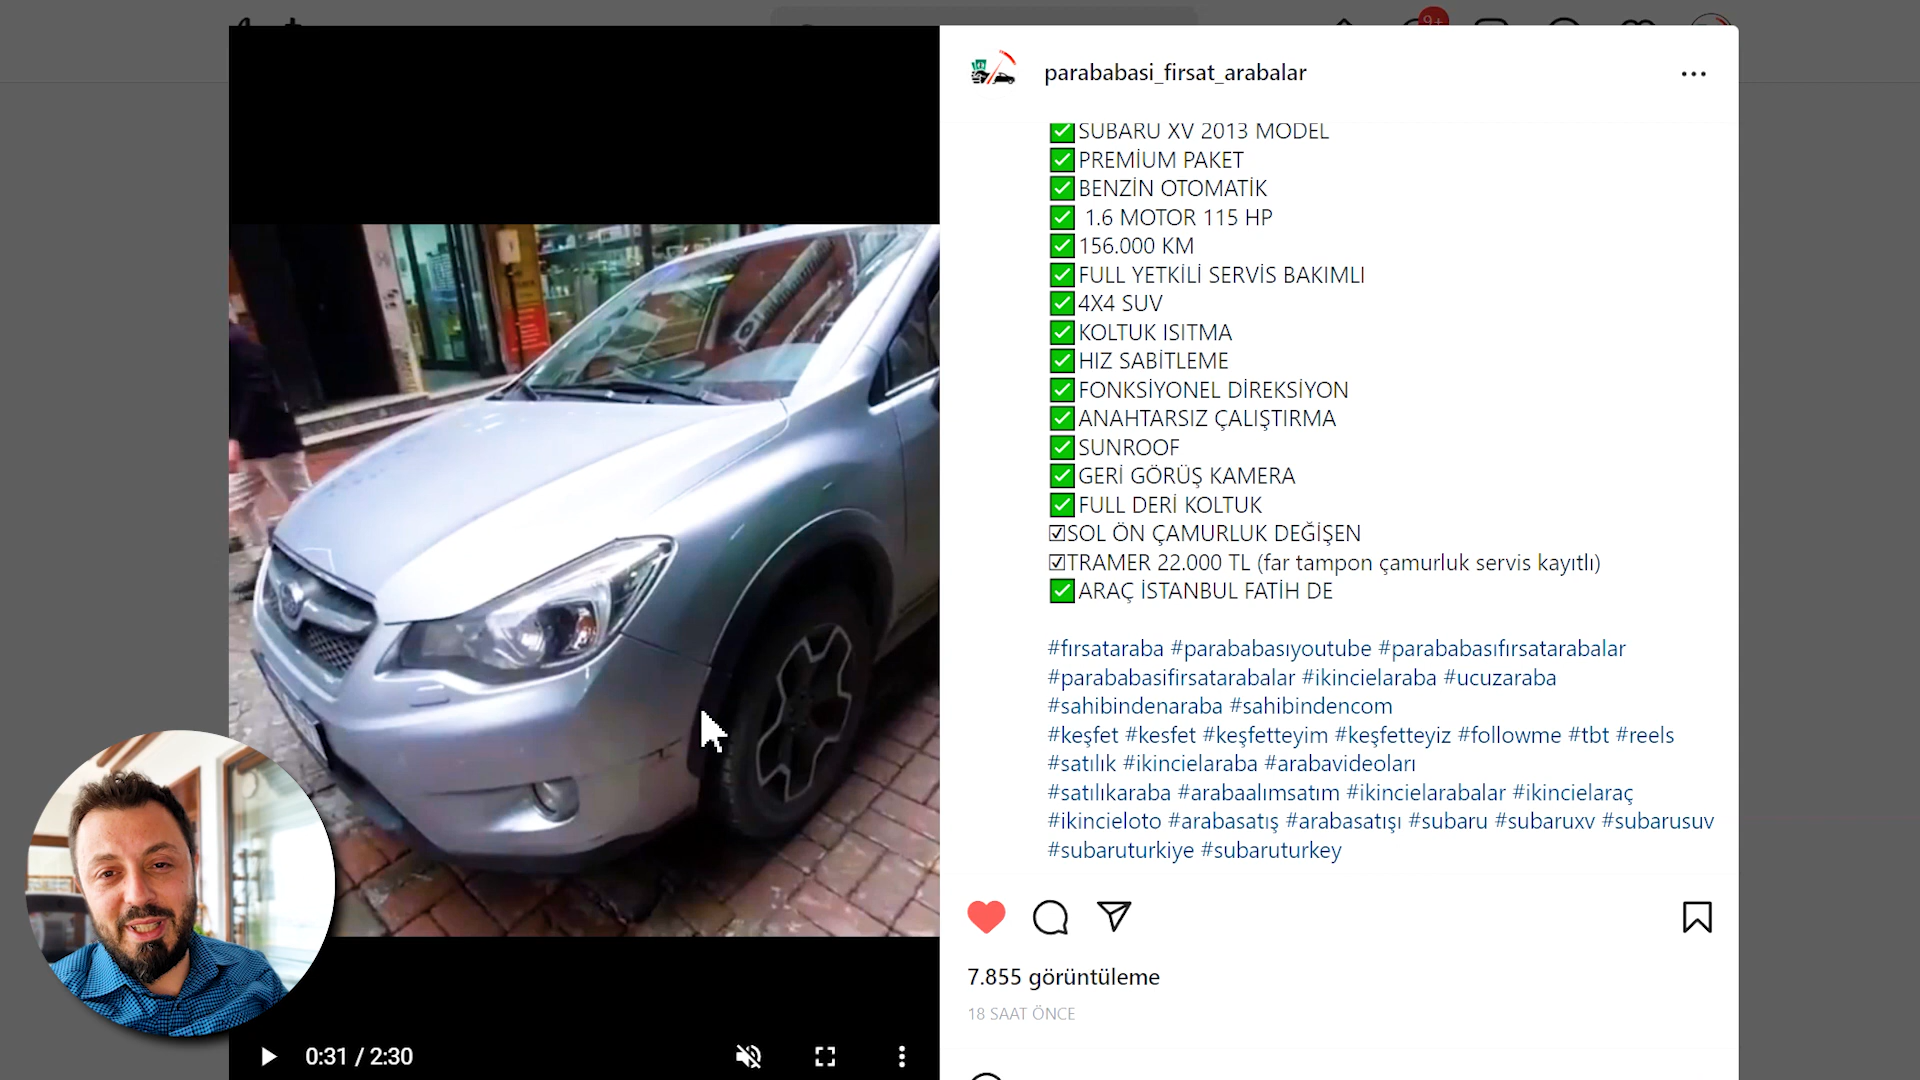 9+
parababasi_firsat_arabalar
SUBARU XV 2013 MODEL
PREMİUM PAKET
BENZİN OTOMATİK
1.6 MOTOR 115 HP
156.000 KM
FULL YETKİLİ SERVİS BAKIMLI
4X4 SUV
KOLTUK ISITMA
HIZ SABİTLEME
FONKSİYONEL DİREKSİYON
ANAHTARSIZ ÇALIŞTIRMA
SUNROOF
GERİ GÖRÜŞ KAMERA
FULL DERİ KOLTUK
SOL ÖN ÇAMURLUK DEĞİŞEN
TRAMER 22.000 TL (far tampon çamurluk servis kayıtlı)
ARAÇ İSTANBUL FATİH DE
#fırsataraba #parababasıyoutube #parababasıfırsatarabalar
#parababasifirsatarabalar #ikincielaraba #ucuzaraba
#sahibindenaraba #sahibindencom
#keşfet #kesfet #keşfetteyim #keşfetteyiz #followme #tbt #reels
#satılık #ikincielaraba #arabavideoları
#satılıkaraba #arabaalımsatım #ikincielarabalar #ikincielaraç
#ikincieloto #arabasatış #arabasatışı #subaru #subaruxv #subarusuv
#subaruturkiye #subaruturkey
7.855 görüntüleme
18 SAAT ÖNCE
0:31 / 2:30